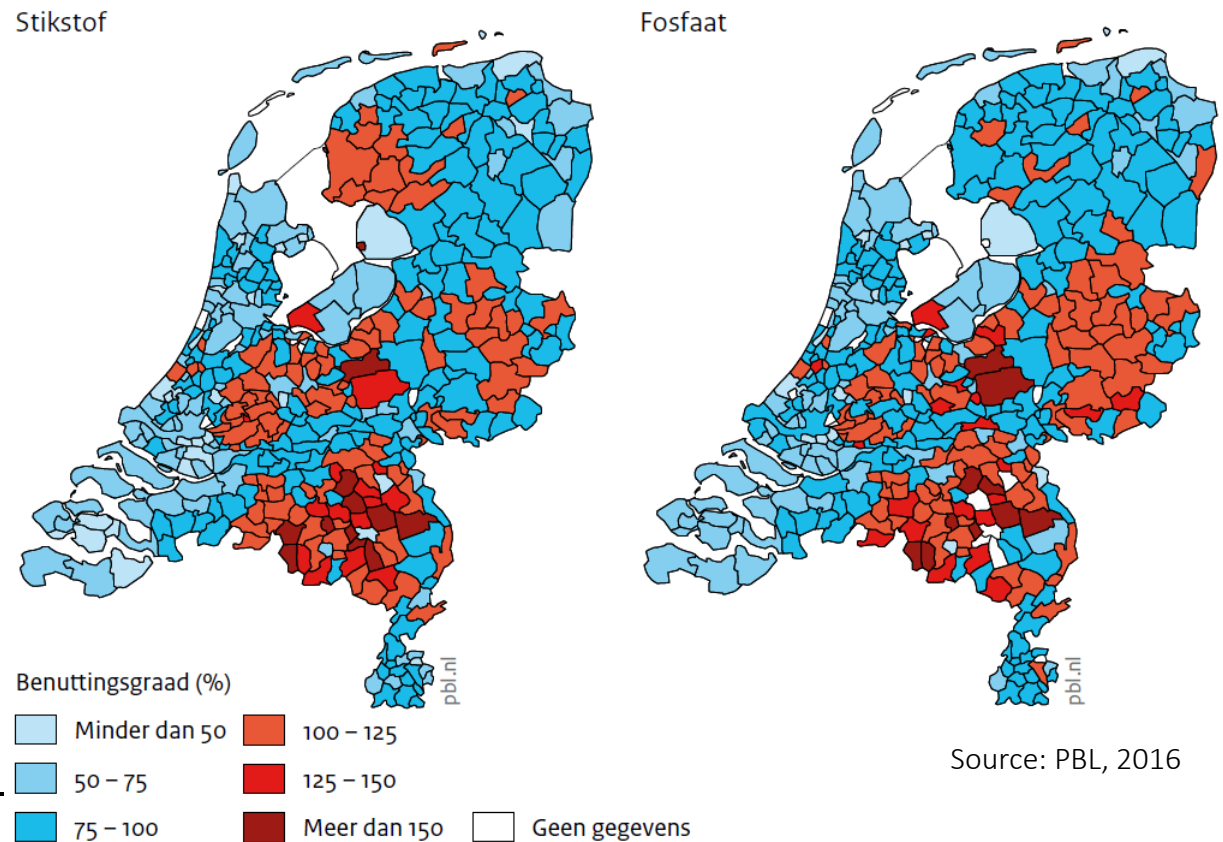 Stikstof
Fosfaat
pbl.nl
pbl.nl
Benuttingsgraad (%)
Minder dan 50
100 – 125
50 – 75
125 – 150
75 – 100
Meer dan 150
Geen gegevens
Source: PBL, 2016